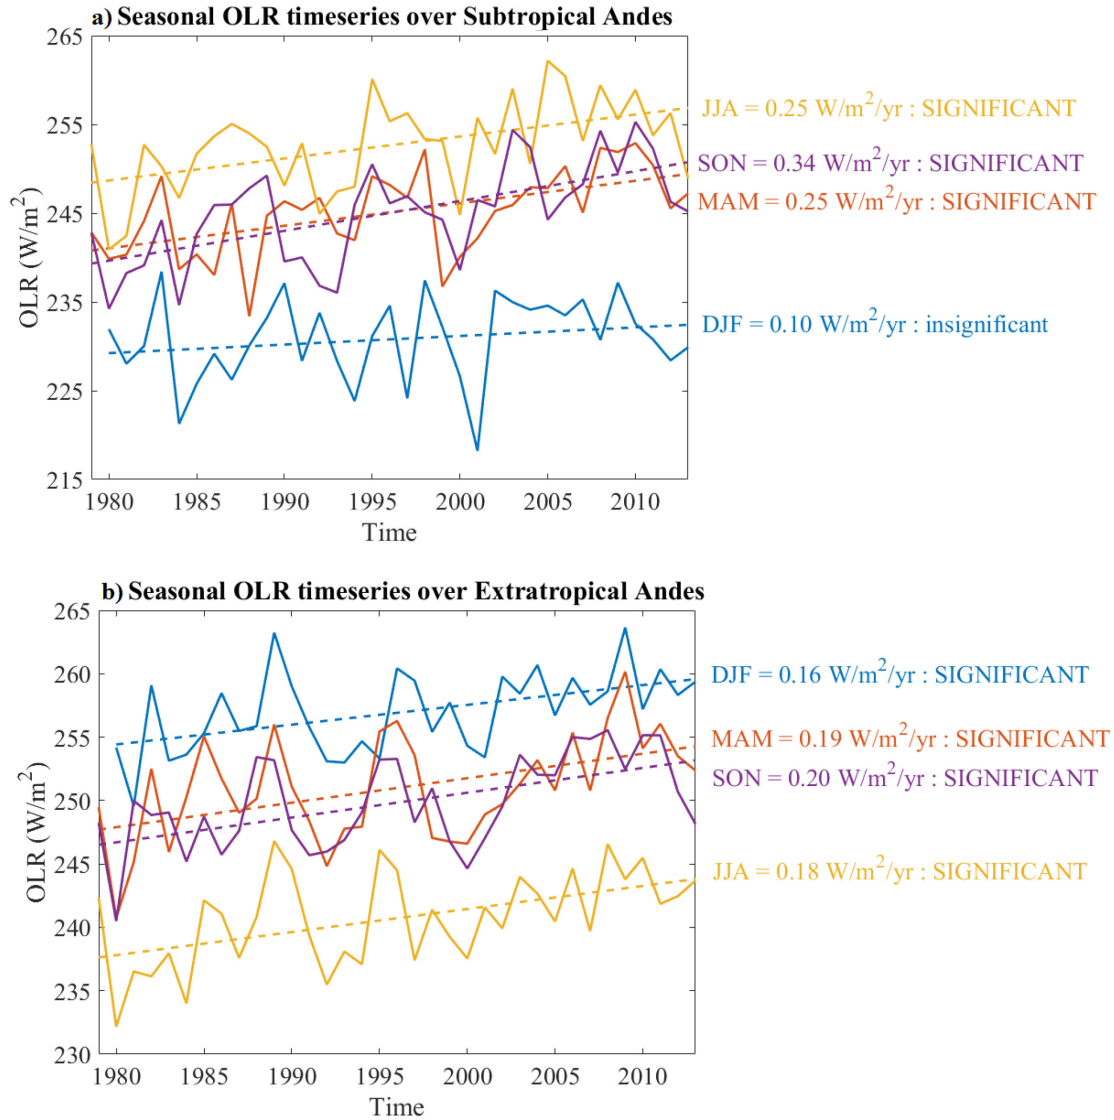 a) Seasonal OLR timeseries over Subtropical Andes
265
255
245
235
225
215
OLR (W/m²)
1980 1985 1990 1995 2000 2005 2010
Time
JJA = 0.25 W/m²/yr : SIGNIFICANT
SON = 0.34 W/m²/yr : SIGNIFICANT
MAM = 0.25 W/m²/yr : SIGNIFICANT
DJF = 0.10 W/m²/yr : insignificant
b) Seasonal OLR timeseries over Extratropical Andes
265
260
255
250
245
240
235
230
OLR (W/m²)
1980 1985 1990 1995 2000 2005 2010
Time
DJF = 0.16 W/m²/yr : SIGNIFICANT
MAM = 0.19 W/m²/yr : SIGNIFICANT
SON = 0.20 W/m²/yr : SIGNIFICANT
JJA = 0.18 W/m²/yr : SIGNIFICANT